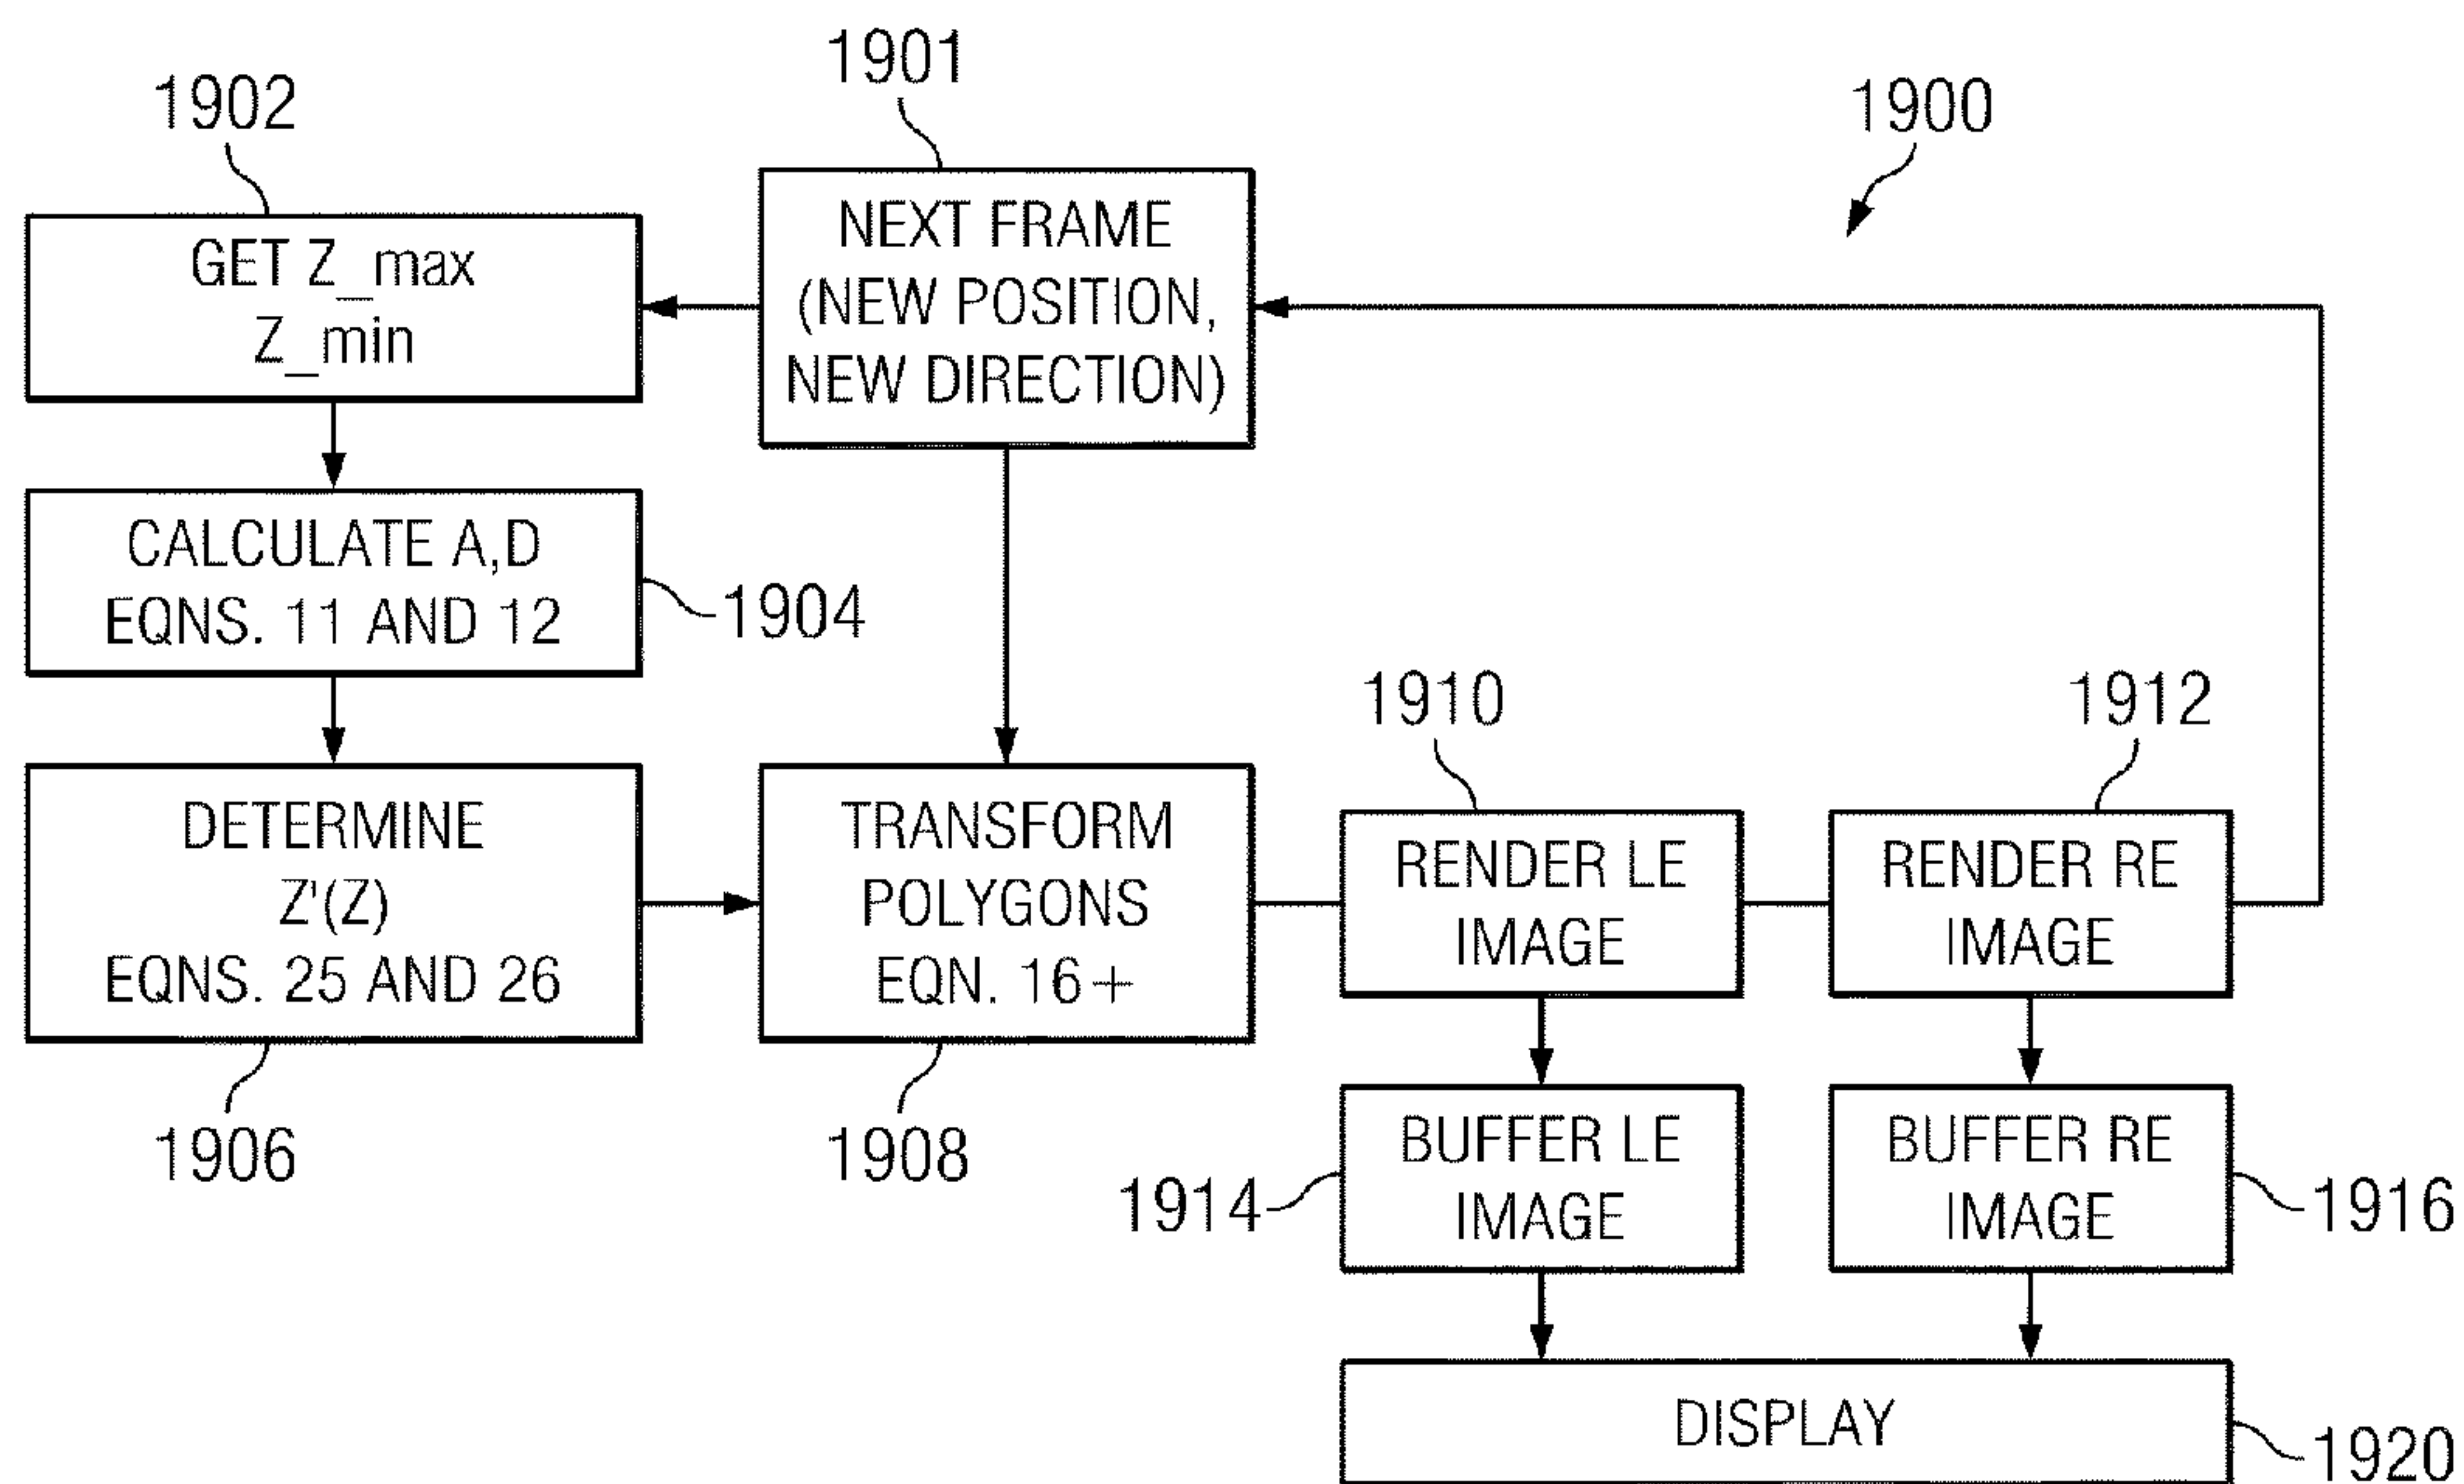 1901
1902
1900
NEXT FRAME
(NEW POSITION,
NEW DIRECTION)
GET Z_max
Z_min
CALCULATE A,D
EQNS. 11 AND 12
1904
1910
1912
DETERMINE
Z'(Z)
EQNS. 25 AND 26
TRANSFORM
POLYGONS
EQN. 16+
RENDER LE
IMAGE
RENDER RE
IMAGE
1906
1908
BUFFER LE
IMAGE
BUFFER RE
IMAGE
1914
1916
DISPLAY
1920